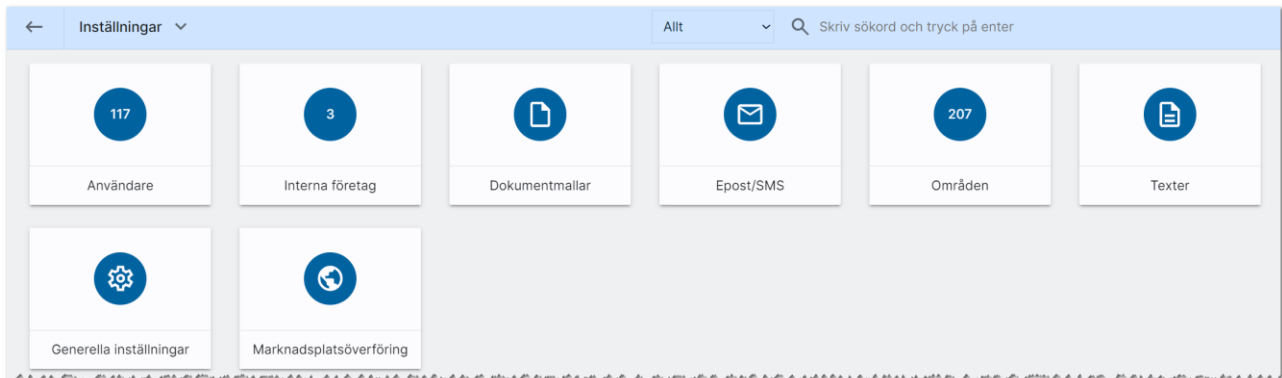 Inställningar
Allt
Skriv sökord och tryck på enter
117
3
207
Användare
Interna företag
Dokumentmallar
Epost/SMS
Områden
Texter
Generella inställningar
Marknadsplatsöverföring